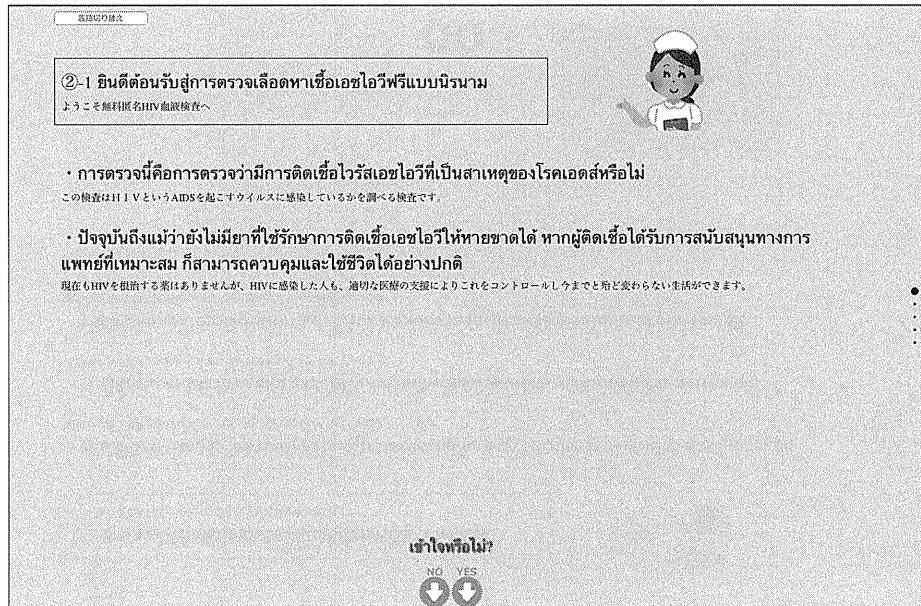 言語切り替え
②-1 ยินดีต้อนรับสู่การตรวจเลือดหาเชื้อเอชไอวีฟรีแบบนิรนาม
ようこそ無料匿名HIV血液検査へ
・การตรวจนี้คือการตรวจว่ามีการติดเชื้อไวรัสเอชไอวีที่เป็นสาเหตุของโรคเอดส์หรือไม่
この検査はＨＩＶというAIDSを起こすウイルスに感染しているかを調べる検査です。
・ปัจจุบันถึงแม้ว่ายังไม่มียาที่ใช้รักษาการติดเชื้อเอชไอวีให้หายขาดได้ หากผู้ติดเชื้อได้รับการสนับสนุนทางการ
แพทย์ที่เหมาะสม ก็สามารถควบคุมและใช้ชีวิตได้อย่างปกติ
現在もHIVを根治する薬はありませんが、HIVに感染した人も、適切な医療の支援によりこれをコントロールし今までと殆ど変わらない生活ができます。
เข้าใจหรือไม่?
NO YES